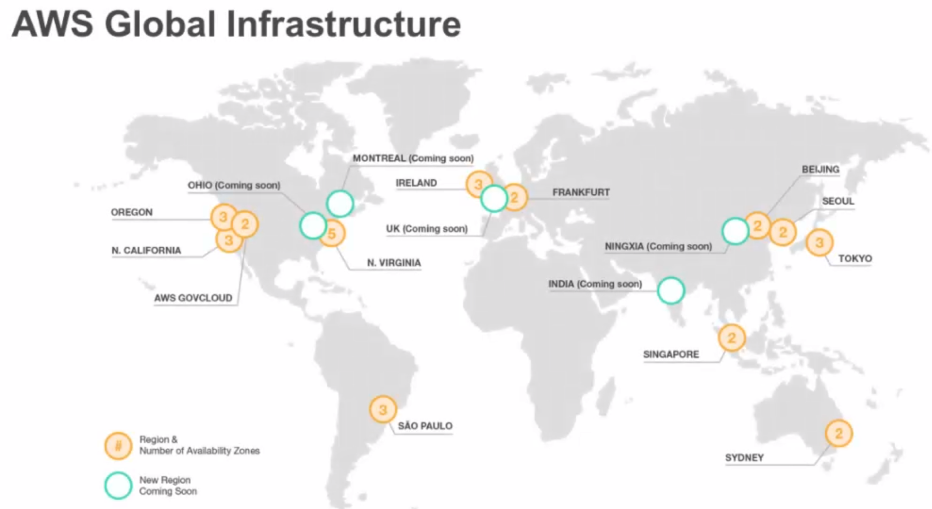 AWS Global Infrastructure
MONTREAL (Coming soon)
OHIO (Coming soon)
IRELAND
3
2
FRANKFURT
BEIJING
SEOUL
OREGON
3
2
3
5
UK (Coming soon)
2
2
3
N. CALIFORNIA
N. VIRGINIA
NINGXIA (Coming soon)
TOKYO
AWS GOVCLOUD
INDIA (Coming soon)
2
SINGAPORE
3
SÃO PAULO
2
SYDNEY
#
Region &
Number of Availability Zones
New Region
Coming Soon